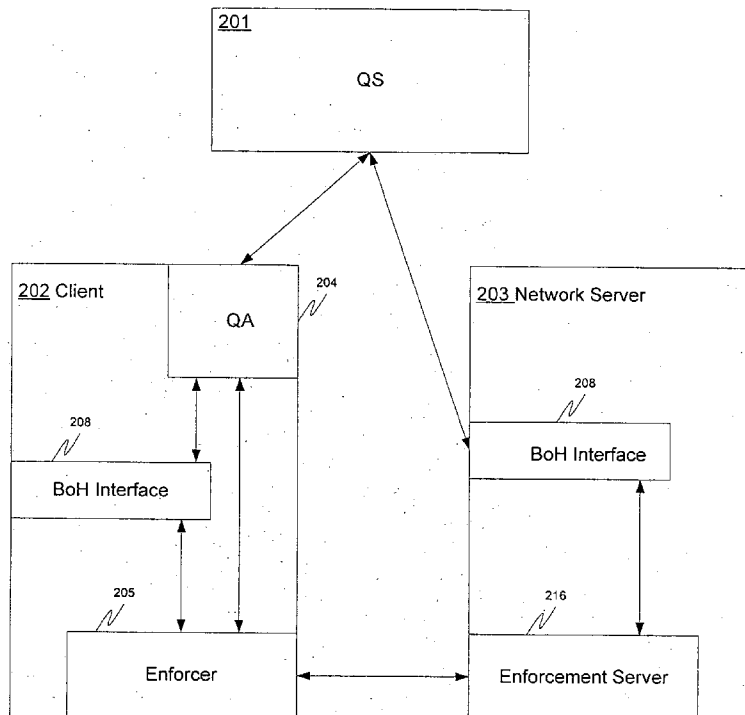 201
QS
202 Client
QA
204
203 Network Server
208
BoH Interface
208
BoH Interface
205
Enforcer
216
Enforcement Server